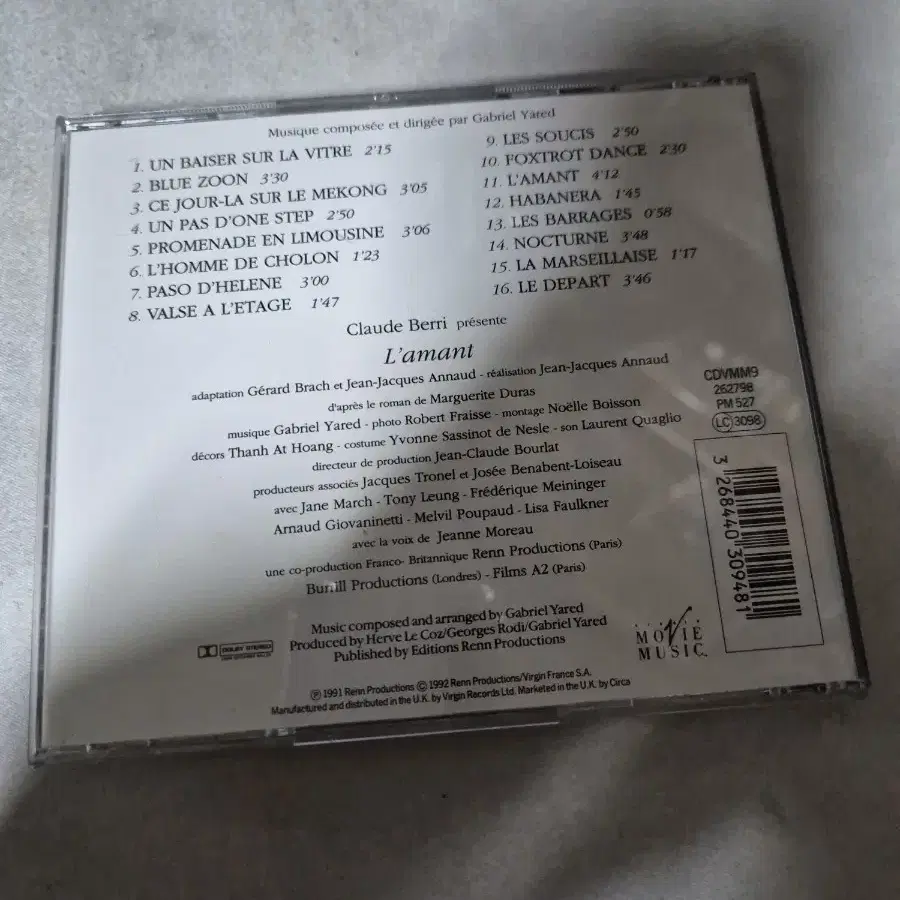 Musique composée et dirigée par Gabriel Yared
1. UN BAISER SUR LA VITRE 2'15
2. BLUE ZOON 3'30
3. CE JOUR-LA SUR LE MEKONG 3'05
4. UN PAS D'ONE STEP 2'50
5. PROMENADE EN LIMOUSINE 3'06
6. L'HOMME DE CHOLON 1'23
7. PASO D'HELENE 3'00
8. VALSE A L'ETAGE 1'47
9. LES SOUCIS 2'50
10. FOXTROT DANCE 2'30
11. L'AMANT 4'12
12. HABANERA 1'45
13. LES BARRAGES 0'58
14. NOCTURNE 3'48
15. LA MARSEILLAISE 1'17
16. LE DEPART 3'46
Claude Berri présente
L'amant
adaptation Gérard Brach et Jean-Jacques Annaud - réalisation Jean-Jacques Annaud
d'après le roman de Marguerite Duras
musique Gabriel Yared - photo Robert Fraisse - montage Noëlle Boisson
décors Thanh At Hoang - costume Yvonne Sassinot de Nesle - son Laurent Quaglio
directeur de production Jean-Claude Bourlat
producteurs associés Jacques Tronel et Josée Benabent-Loiseau
avec Jane March - Tony Leung - Frédérique Meininger
Arnaud Giovaninetti - Melvil Poupaud - Lisa Faulkner
avec la voix de Jeanne Moreau
une co-production Franco-Britannique Renn Productions (Paris)
Burrill Productions (Londres) - Films A2 (Paris)
CDVMM9
262798
PM 527
LC 3098
3 268440 309481
Music composed and arranged by Gabriel Yared
Produced by Herve Le Coz/Georges Rodi/Gabriel Yared
Published by Editions Renn Productions
DOLBY STEREO
MOVIE
MUSIC
℗ 1991 Renn Productions © 1992 Renn Productions/Virgin France S.A.
Manufactured and distributed in the U.K. by Virgin Records Ltd. Marketed in the U.K. by Circa